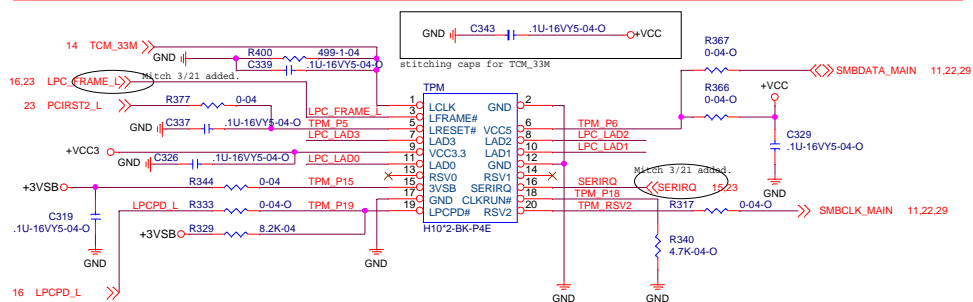 C343 .1U-16VY5-04-O
GND +VCC
stitching caps for TCM_33M
14 TCM_33M
R400 499-1-04
GND
C339 .1U-16VY5-04-O
16,23 LPC_FRAME_L
Mitch 3/21 added.
23 PCIRST2_L
R377 0-04
LPC_FRAME_L
GND C337 .1U-16VY5-04-O TPM_P5
LPC_LAD3
+VCC3
C326 .1U-16VY5-04-O LPC_LAD0
GND
+3VSB R344 0-04 TPM_P15
C319
.1U-16VY5-04-O
GND
LPCPD_L R333 0-04-O TPM_P19
+3VSB R329 8.2K-04
GND
16 LPCPD_L
TPM
1 LCLK GND 2
3 LFRAME#
5 LRESET# VCC5 6
7 LAD3 LAD2 8
9 VCC3.3 LAD1 10
11 LAD0 GND 12
13 RSV0 RSV1 14
15 3VSB SERIRQ 16
17 GND CLKRUN# 18
19 LPCPD# RSV2 20
H10*2-BK-P4E
R367
0-04-O
SMBDATA_MAIN 11,22,29
R366
0-04-O
+VCC
TPM_P6
LPC_LAD2
LPC_LAD1
C329
.1U-16VY5-04-O
GND
Mitch 3/21 added.
SERIRQ SERIRQ 15,23
TPM_P18
TPM_RSV2 R317 0-04-O SMBCLK_MAIN 11,22,29
R340
4.7K-04-O
GND
GND